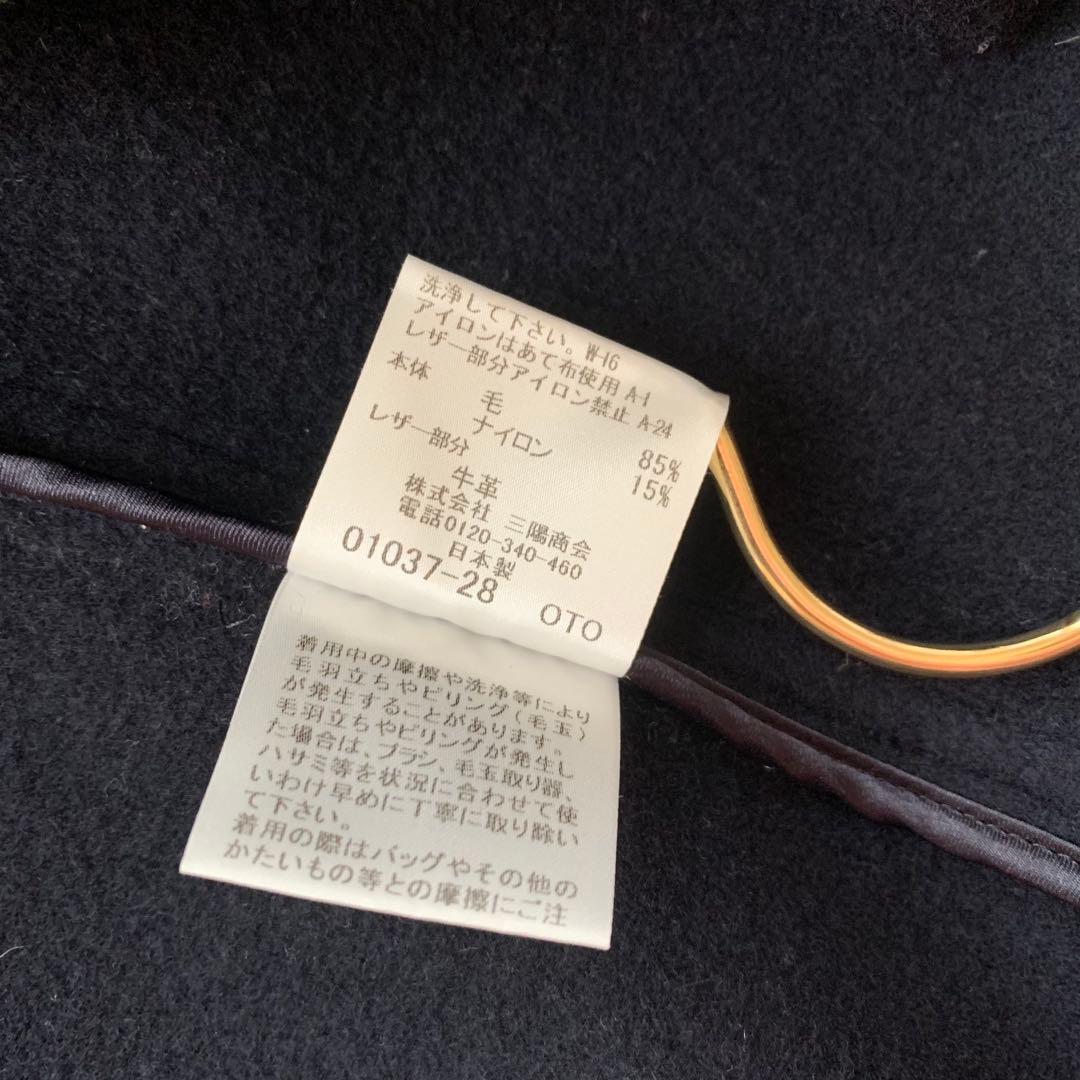 洗浄して下さい。W-16
アイロンはあて布使用 A-1
レザー部分アイロン禁止 A-24
本体
毛 85%
ナイロン 15%
レザー部分
牛革
株式会社 三陽商会
電話0120-340-460
日本製
01037-28 OTO
着用中の摩擦や洗浄等により
毛羽立ちやピリング(毛玉)
が発生することがあります。
毛羽立ちやピリングが発生し
た場合は、ブラシ、毛玉取り器、
ハサミ等を状況に合わせて使
いわけ早めに丁寧に取り除い
て下さい。
着用の際はバッグやその他の
かたいもの等との摩擦にご注